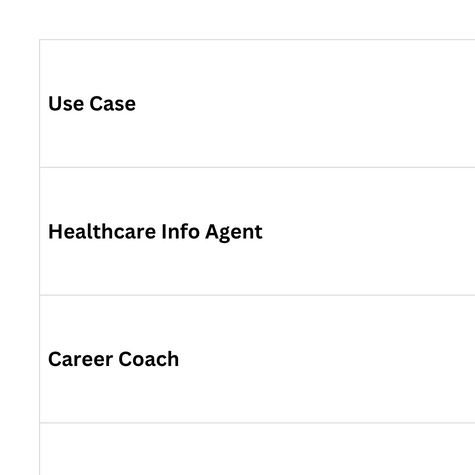 Use Case
Healthcare Info Agent
Career Coach